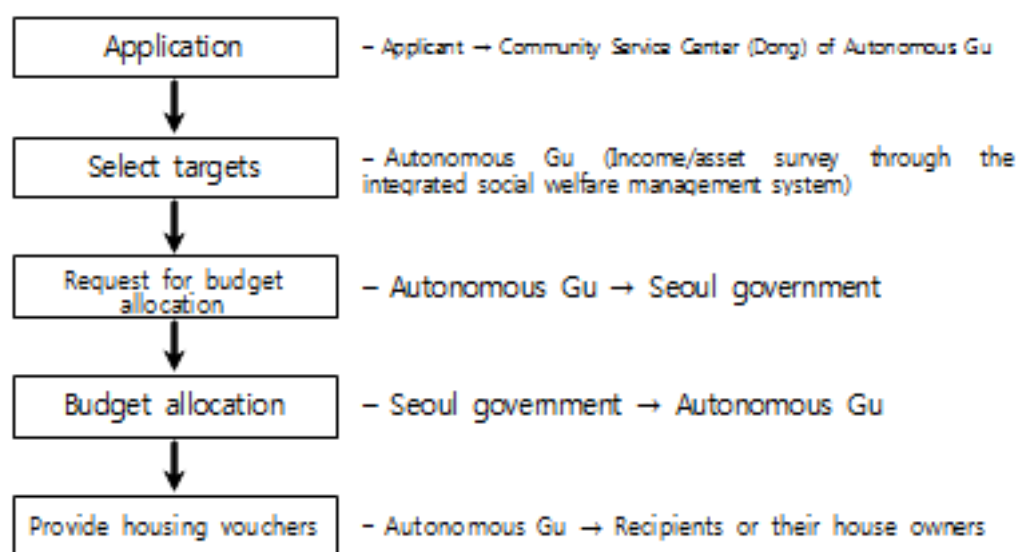 Application
– Applicant → Community Service Center (Dong) of Autonomous Gu
Select targets
– Autonomous Gu (Income/asset survey through the
integrated social welfare management system)
Request for budget
allocation
– Autonomous Gu → Seoul government
Budget allocation
– Seoul government → Autonomous Gu
Provide housing vouchers
– Autonomous Gu → Recipients or their house owners